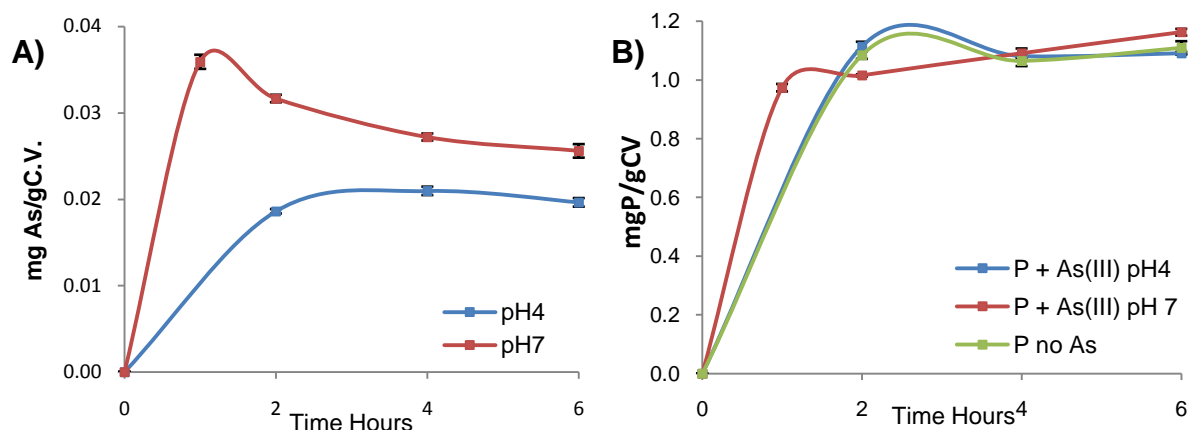 A)
mg As/gC.V.
0.04
0.03
0.02
0.01
0.00
0
2
4
6
Time Hours
pH4
pH7
B)
mgP/gCV
1.2
1.0
0.8
0.6
0.4
0.2
0.0
0
2
4
6
Time Hours
P + As(III) pH4
P + As(III) pH 7
P no As